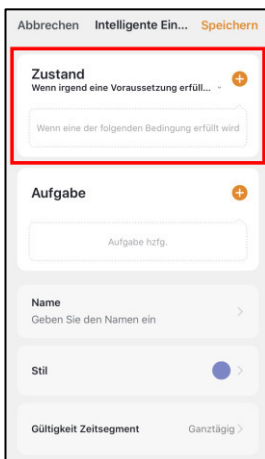 Abbrechen Intelligente Ein... Speichern
Zustand
Wenn irgend eine Voraussetzung erfüll...
Wenn eine der folgenden Bedingung erfüllt wird
Aufgabe
Aufgabe hzfg.
Name
Geben Sie den Namen ein
Stil
Gültigkeit Zeitsegment Ganztägig